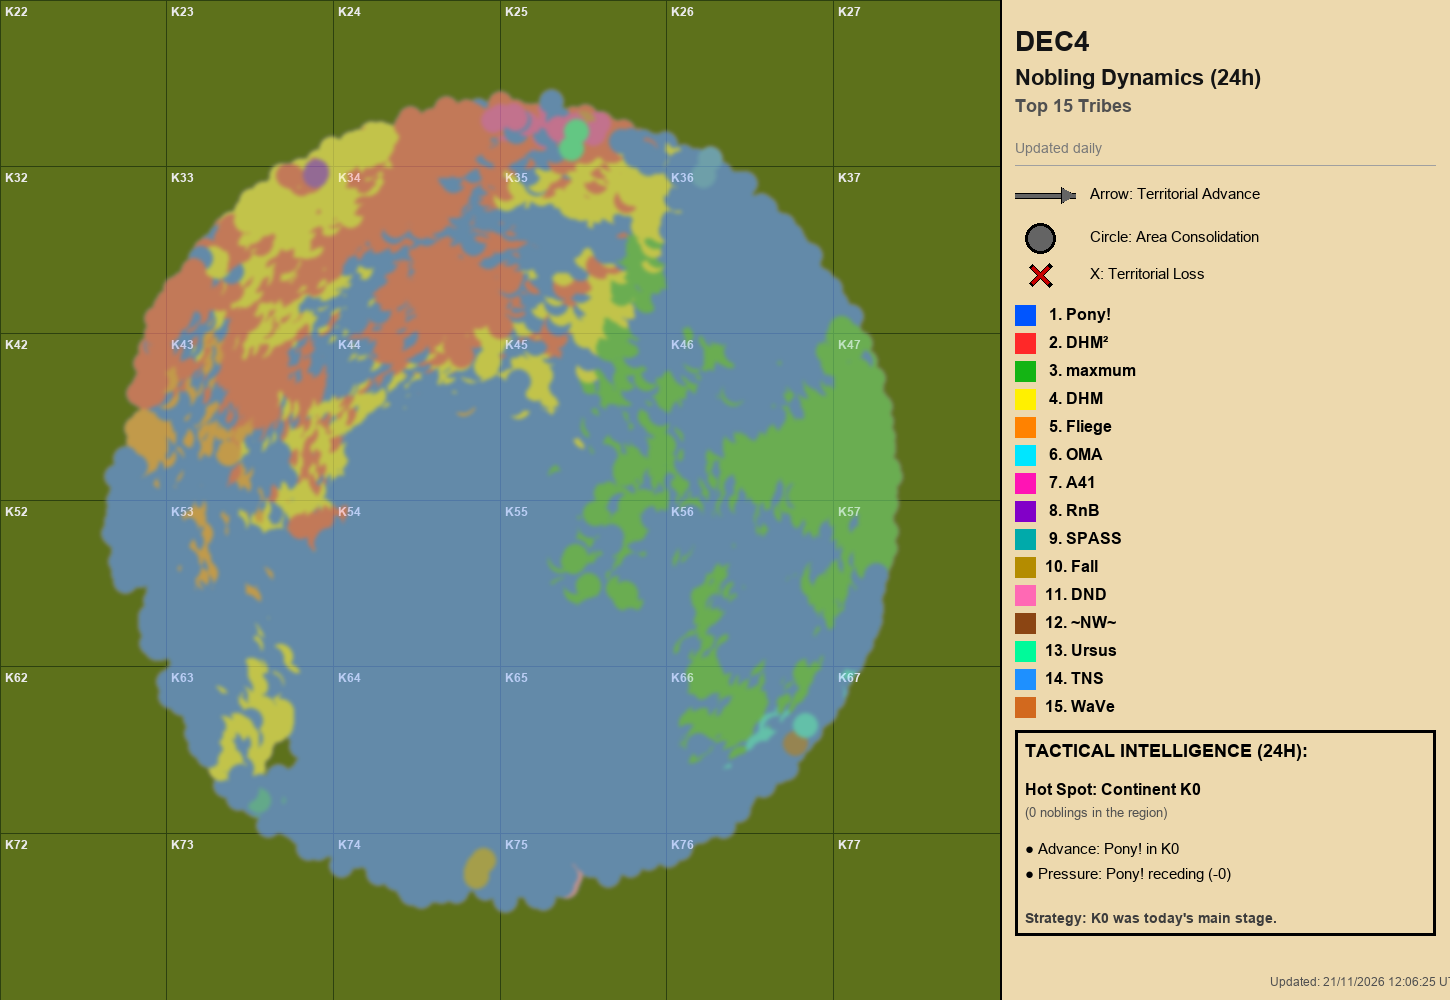 K22 K23 K24 K25 K26 K27
K32 K33 K34 K35 K36 K37
K42 K43 K44 K45 K46 K47
K52 K53 K54 K55 K56 K57
K62 K63 K64 K65 K66 K67
K72 K73 K74 K75 K76 K77
DEC4
Nobling Dynamics (24h)
Top 15 Tribes
Updated daily
Arrow: Territorial Advance
Circle: Area Consolidation
X: Territorial Loss
1. Pony!
2. DHM²
3. maxmum
4. DHM
5. Fliege
6. OMA
7. A41
8. RnB
9. SPASS
10. Fall
11. DND
12. ~NW~
13. Ursus
14. TNS
15. WaVe
TACTICAL INTELLIGENCE (24H):
Hot Spot: Continent K0
(0 noblings in the region)
● Advance: Pony! in K0
● Pressure: Pony! receding (-0)
Strategy: K0 was today's main stage.
Updated: 21/11/2026 12:06:25